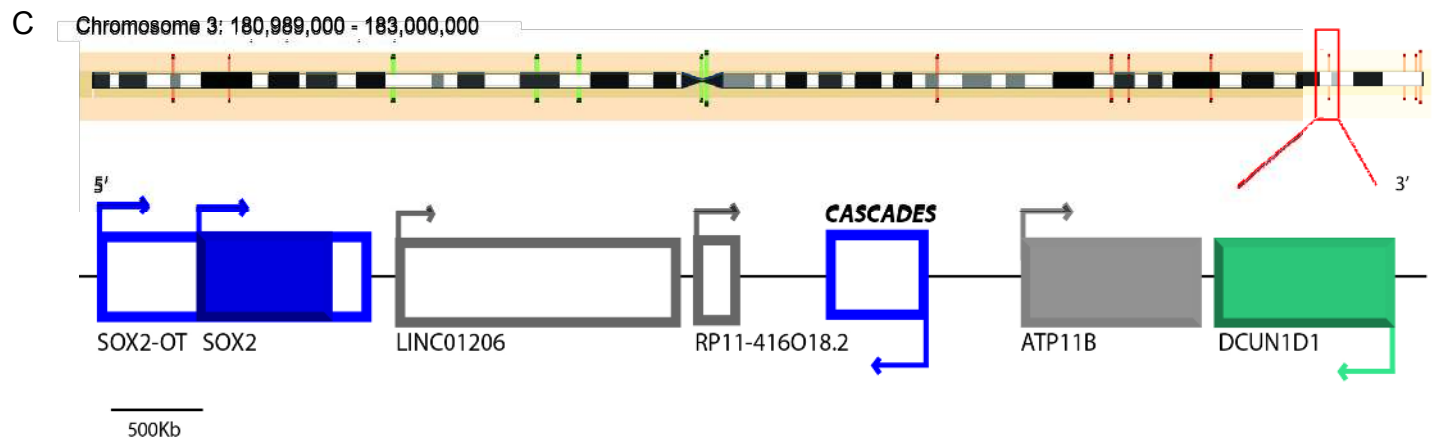 C
Chromosome 3: 180,989,000 - 183,000,000
5'
3'
CASCADES
SOX2-OT SOX2 LINC01206 RP11-416O18.2 ATP11B DCUN1D1
500Kb